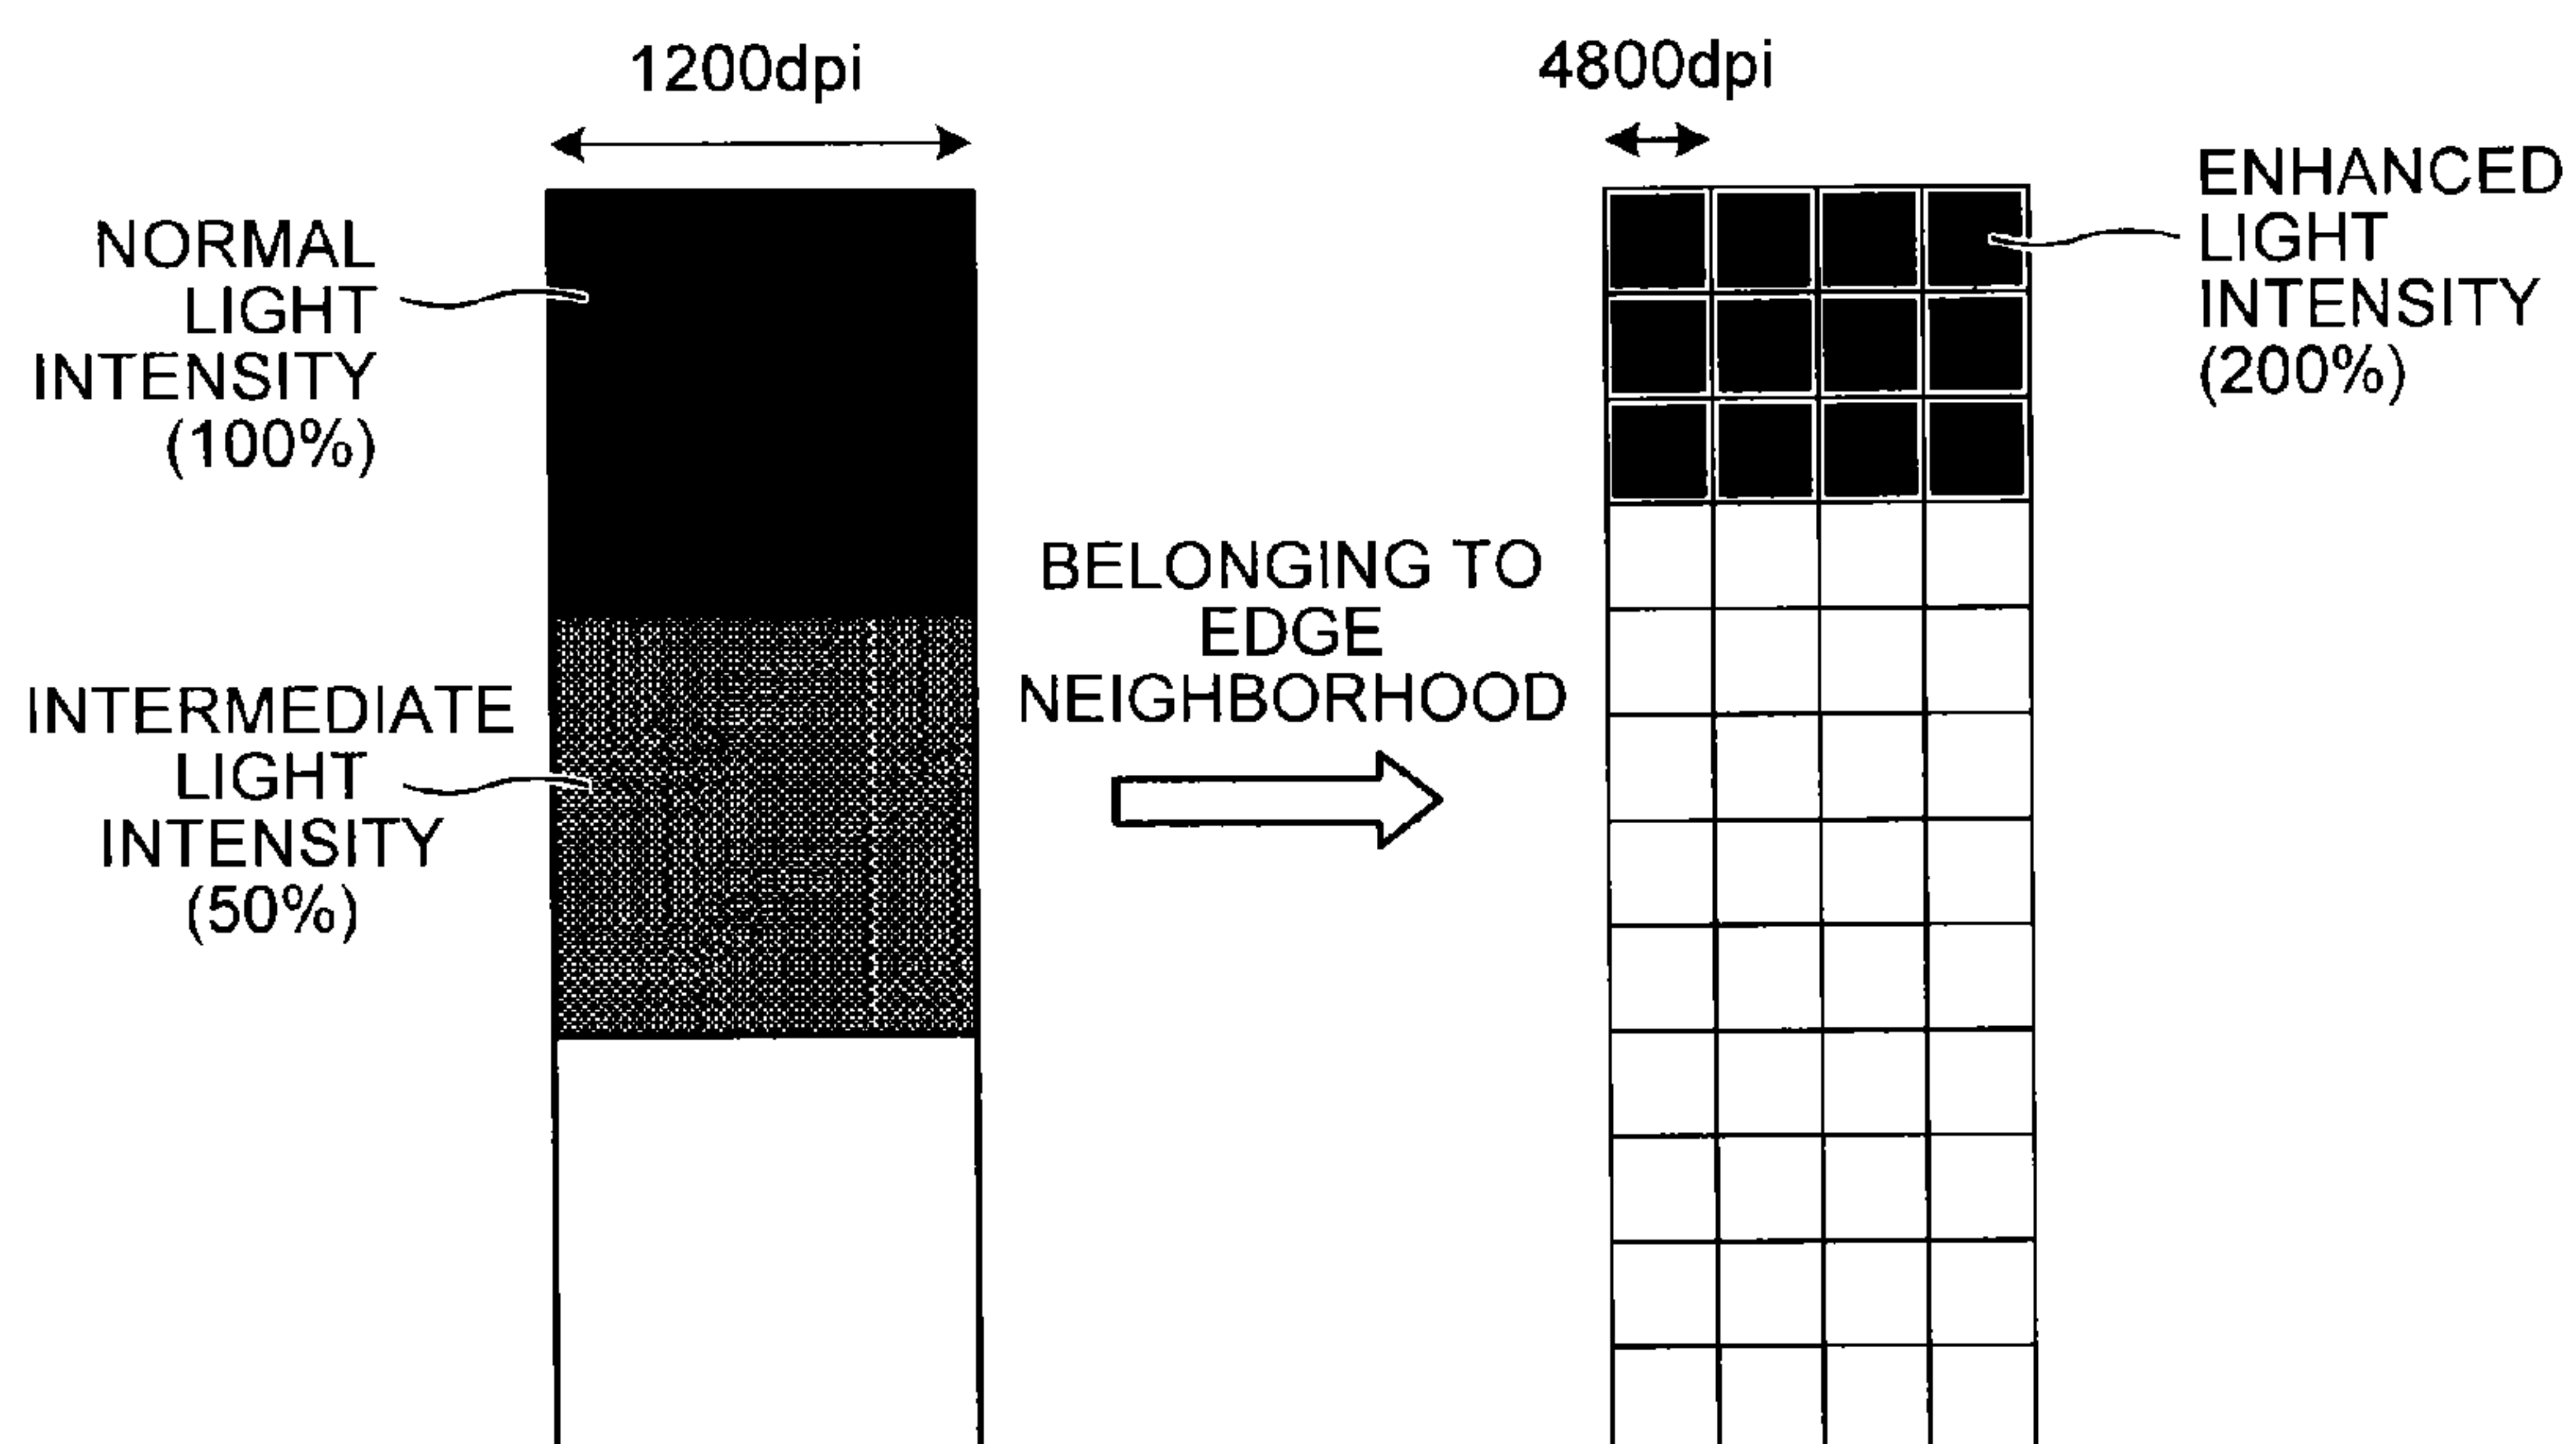 1200dpi
4800dpi
NORMAL
LIGHT
INTENSITY
(100%)
ENHANCED
LIGHT
INTENSITY
(200%)
BELONGING TO
EDGE
NEIGHBORHOOD
INTERMEDIATE
LIGHT
INTENSITY
(50%)